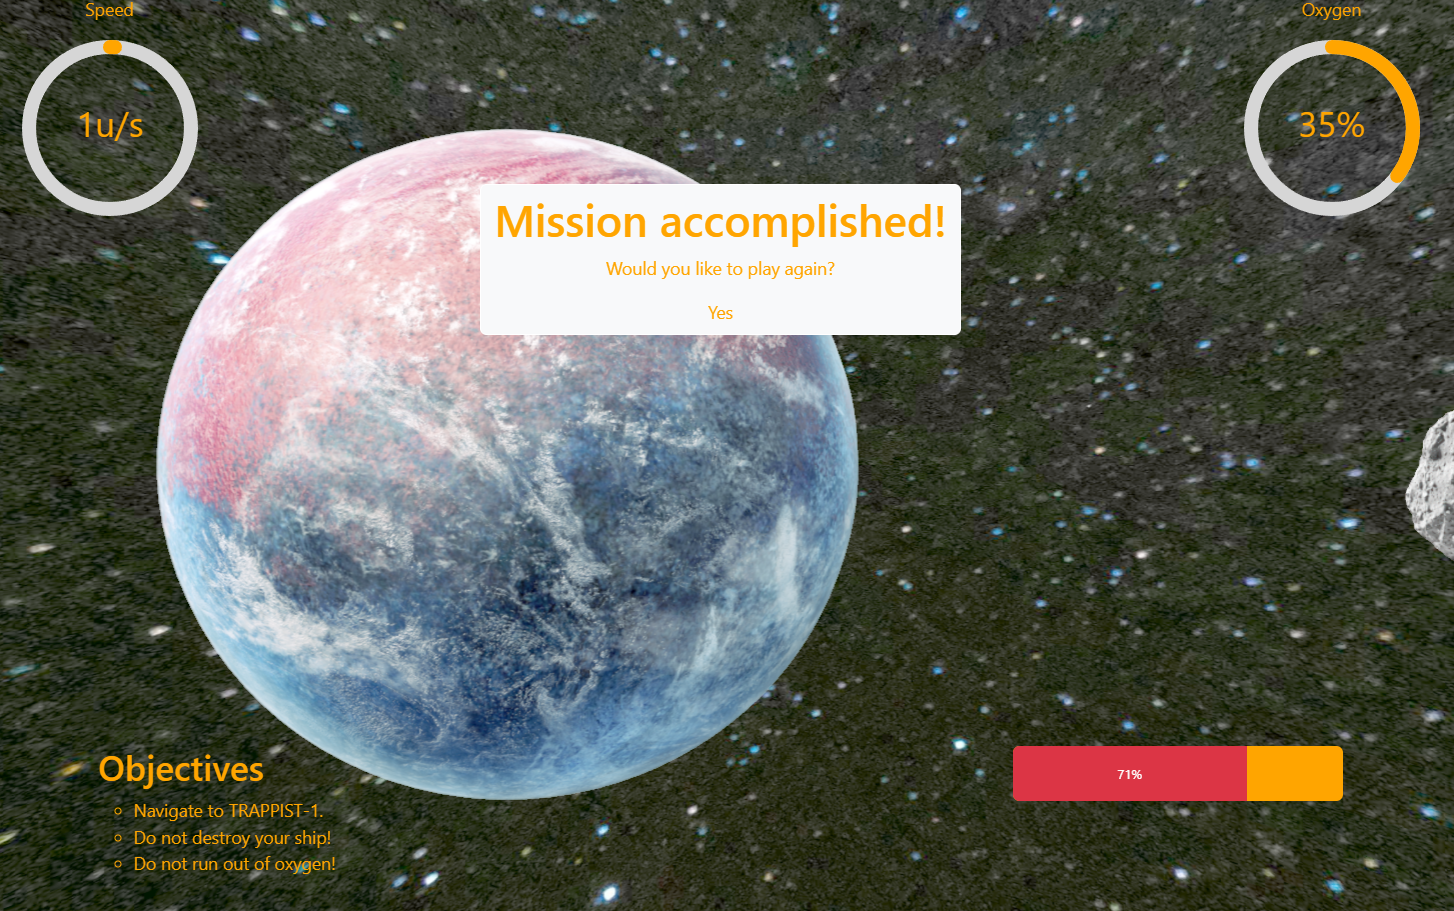 Speed
Oxygen
1u/s
35%
Mission accomplished!
Would you like to play again?
Yes
Objectives
Navigate to TRAPPIST-1.
Do not destroy your ship!
Do not run out of oxygen!
71%